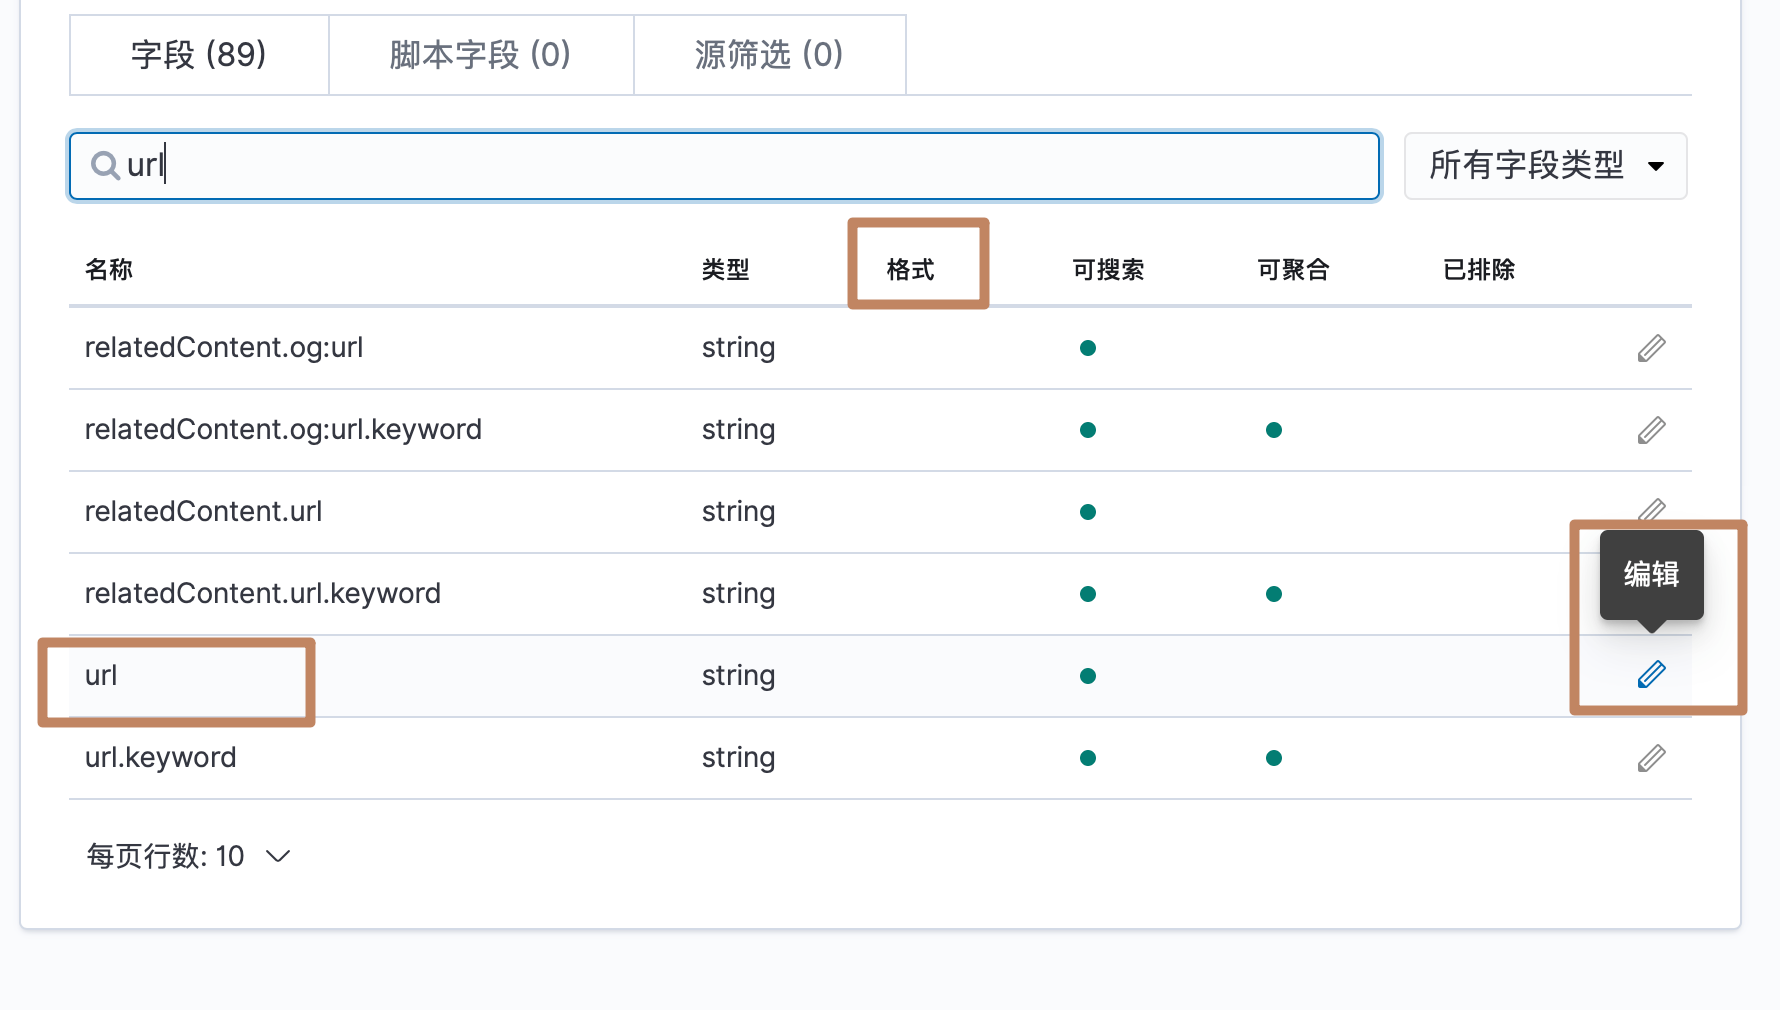 字段 (89) 脚本字段 (0) 源筛选 (0)
url 所有字段类型
名称 类型 格式 可搜索 可聚合 已排除
relatedContent.og:url string
relatedContent.og:url.keyword string
relatedContent.url string
编辑
relatedContent.url.keyword string
url string
url.keyword string
每页行数: 10